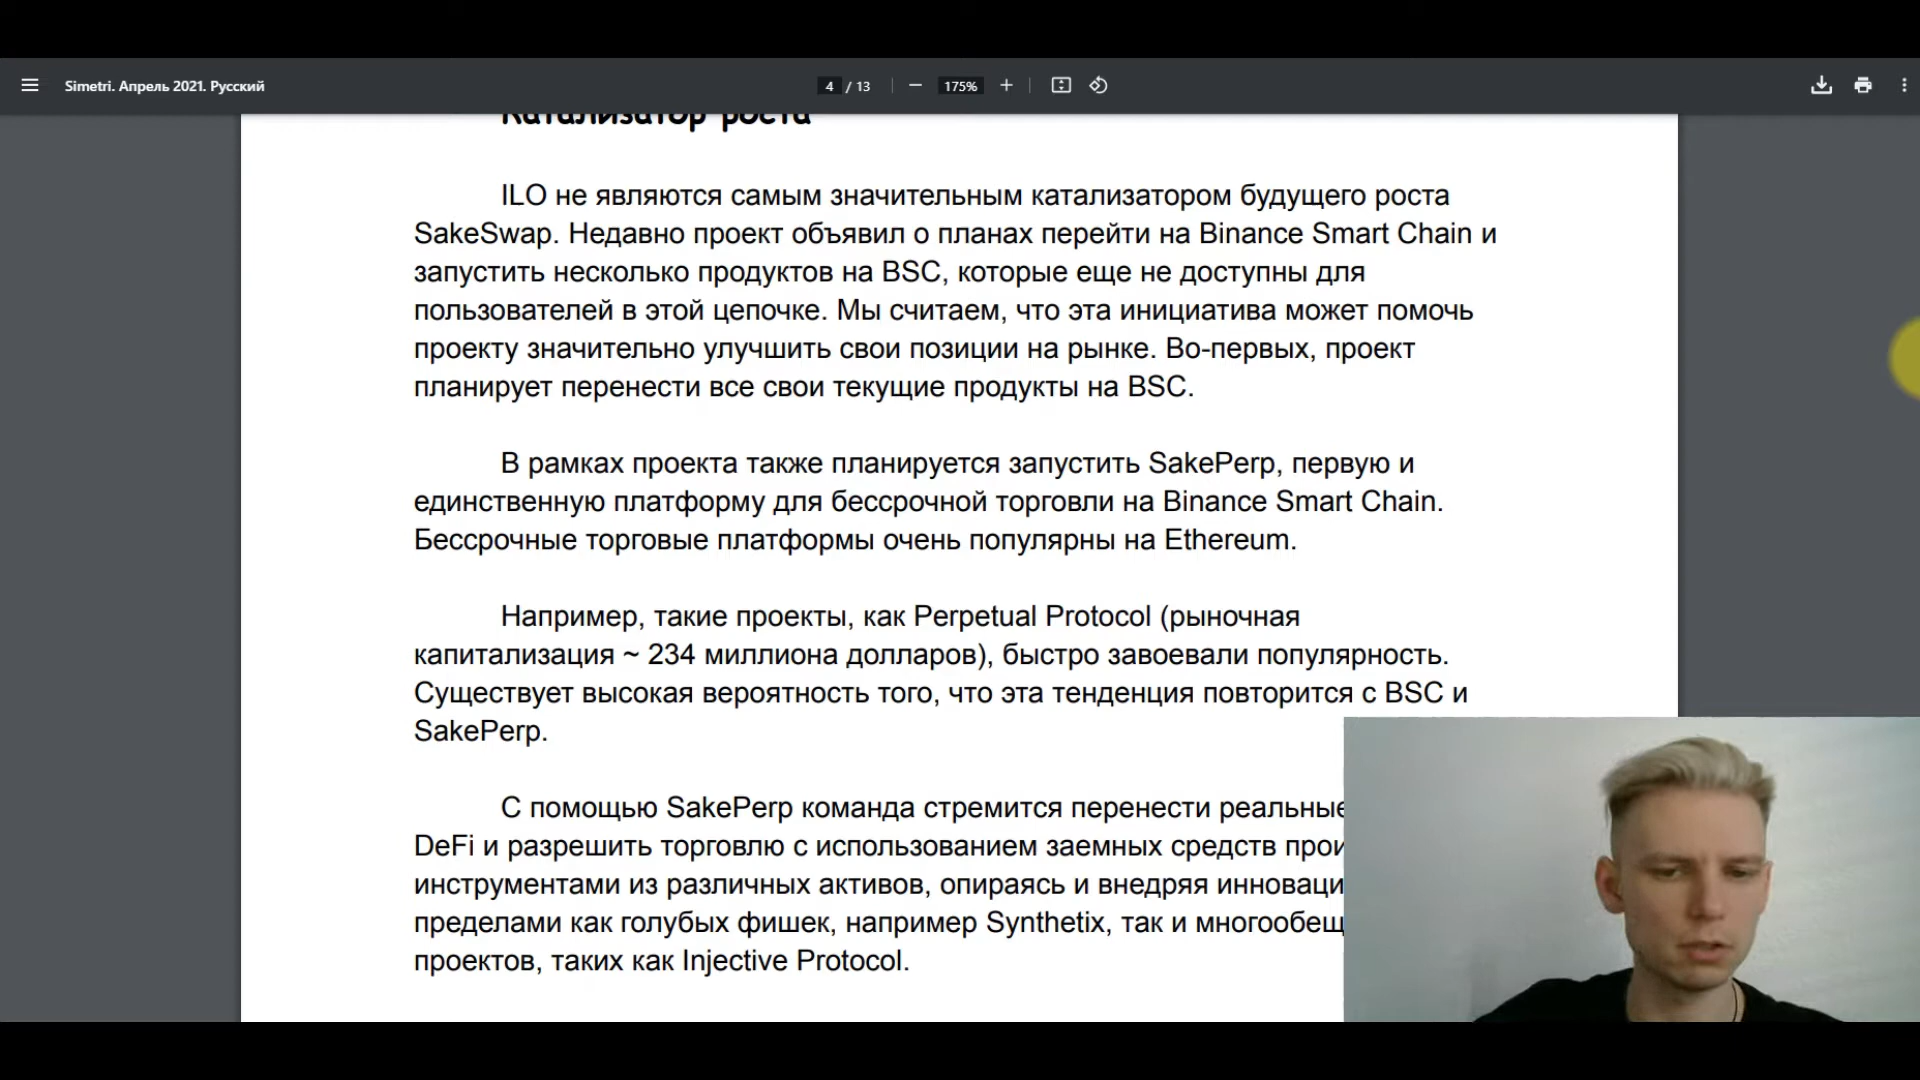 Simetri. Апрель 2021. Русский
4 / 13
175%
Катализатор роста
ILO не являются самым значительным катализатором будущего роста
SakeSwap. Недавно проект объявил о планах перейти на Binance Smart Chain и
запустить несколько продуктов на BSC, которые еще не доступны для
пользователей в этой цепочке. Мы считаем, что эта инициатива может помочь
проекту значительно улучшить свои позиции на рынке. Во-первых, проект
планирует перенести все свои текущие продукты на BSC.
В рамках проекта также планируется запустить SakePerp, первую и
единственную платформу для бессрочной торговли на Binance Smart Chain.
Бессрочные торговые платформы очень популярны на Ethereum.
Например, такие проекты, как Perpetual Protocol (рыночная
капитализация ~ 234 миллиона долларов), быстро завоевали популярность.
Существует высокая вероятность того, что эта тенденция повторится с BSC и
SakePerp.
С помощью SakePerp команда стремится перенести реальные
DeFi и разрешить торговлю с использованием заемных средств
инструментами из различных активов, опираясь и внедряя
пределами как голубых фишек, например Synthetix, так и
проектов, таких как Injective Protocol.